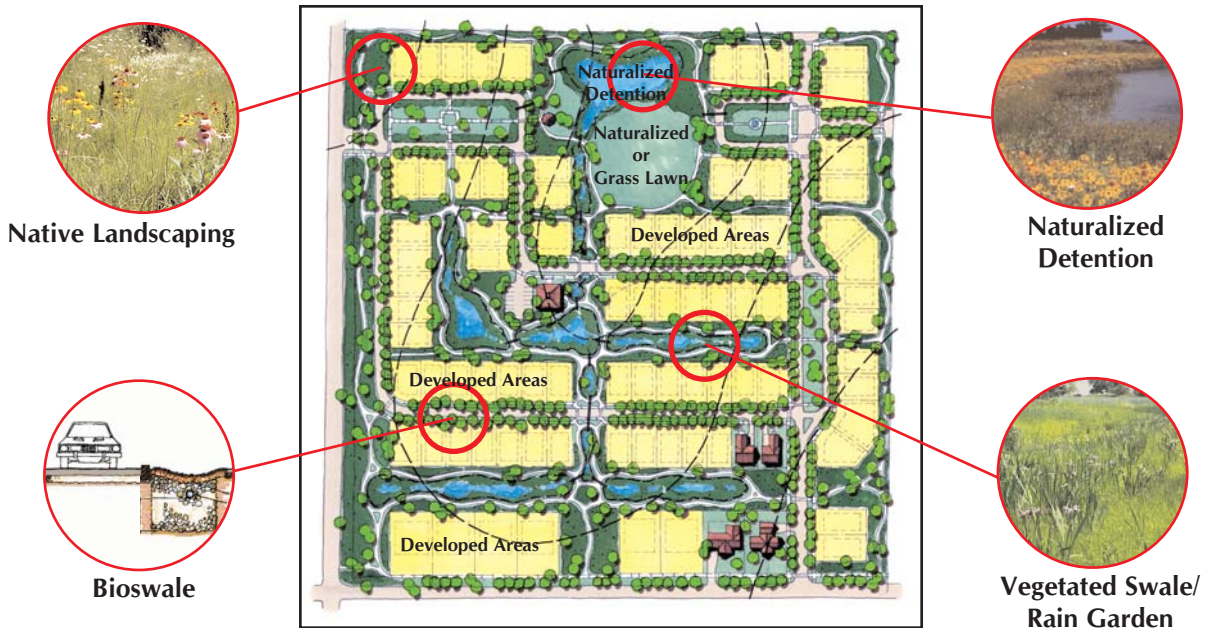 Native Landscaping
Naturalized
Detention
Naturalized
or
Grass Lawn
Developed Areas
Developed Areas
Developed Areas
Naturalized
Detention
Bioswale
Vegetated Swale/
Rain Garden